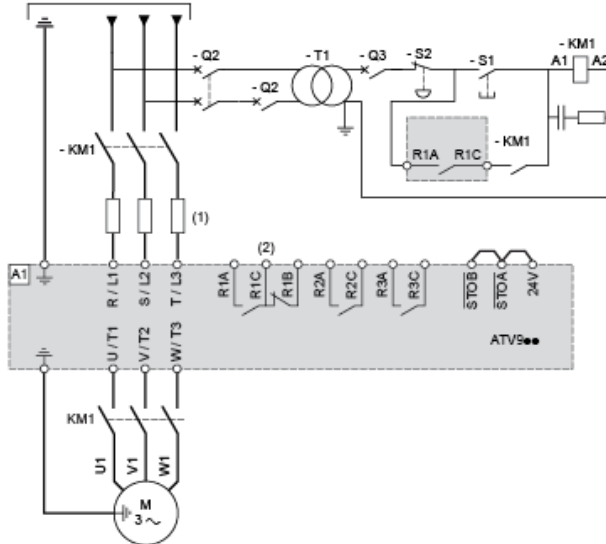 - Q2 - T1 - Q3 - S2 - S1 - KM1
A1 A2
- Q2
- KM1 R1A R1C - KM1
(1) (2)
A1
R / L1 S / L2 T / L3 R1A R1C R1B R2A R2C R3A R3C STOB STOA 24V
U / T1 V / T2 W / T3 ATV9●●
KM1
U1 V1 W1
M
3 ~